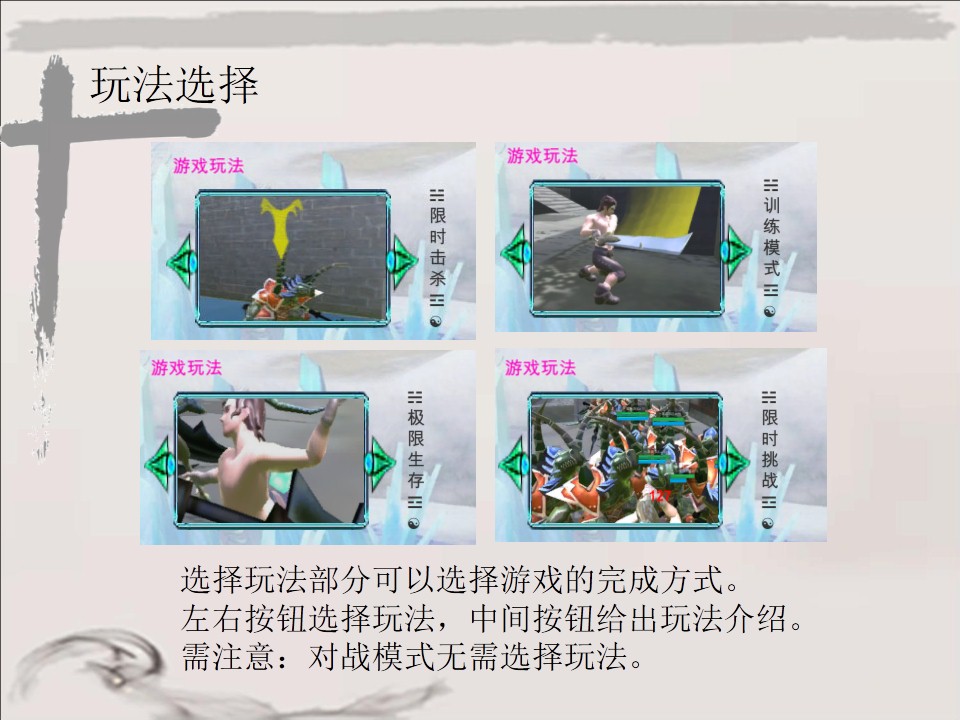 玩法选择
游戏玩法
☵限时击杀☲☯
游戏玩法
☵训练模式☲☯
游戏玩法
☵极限生存☲☯
游戏玩法
☵限时挑战☲☯
选择玩法部分可以选择游戏的完成方式。
左右按钮选择玩法，中间按钮给出玩法介绍。
需注意：对战模式无需选择玩法。